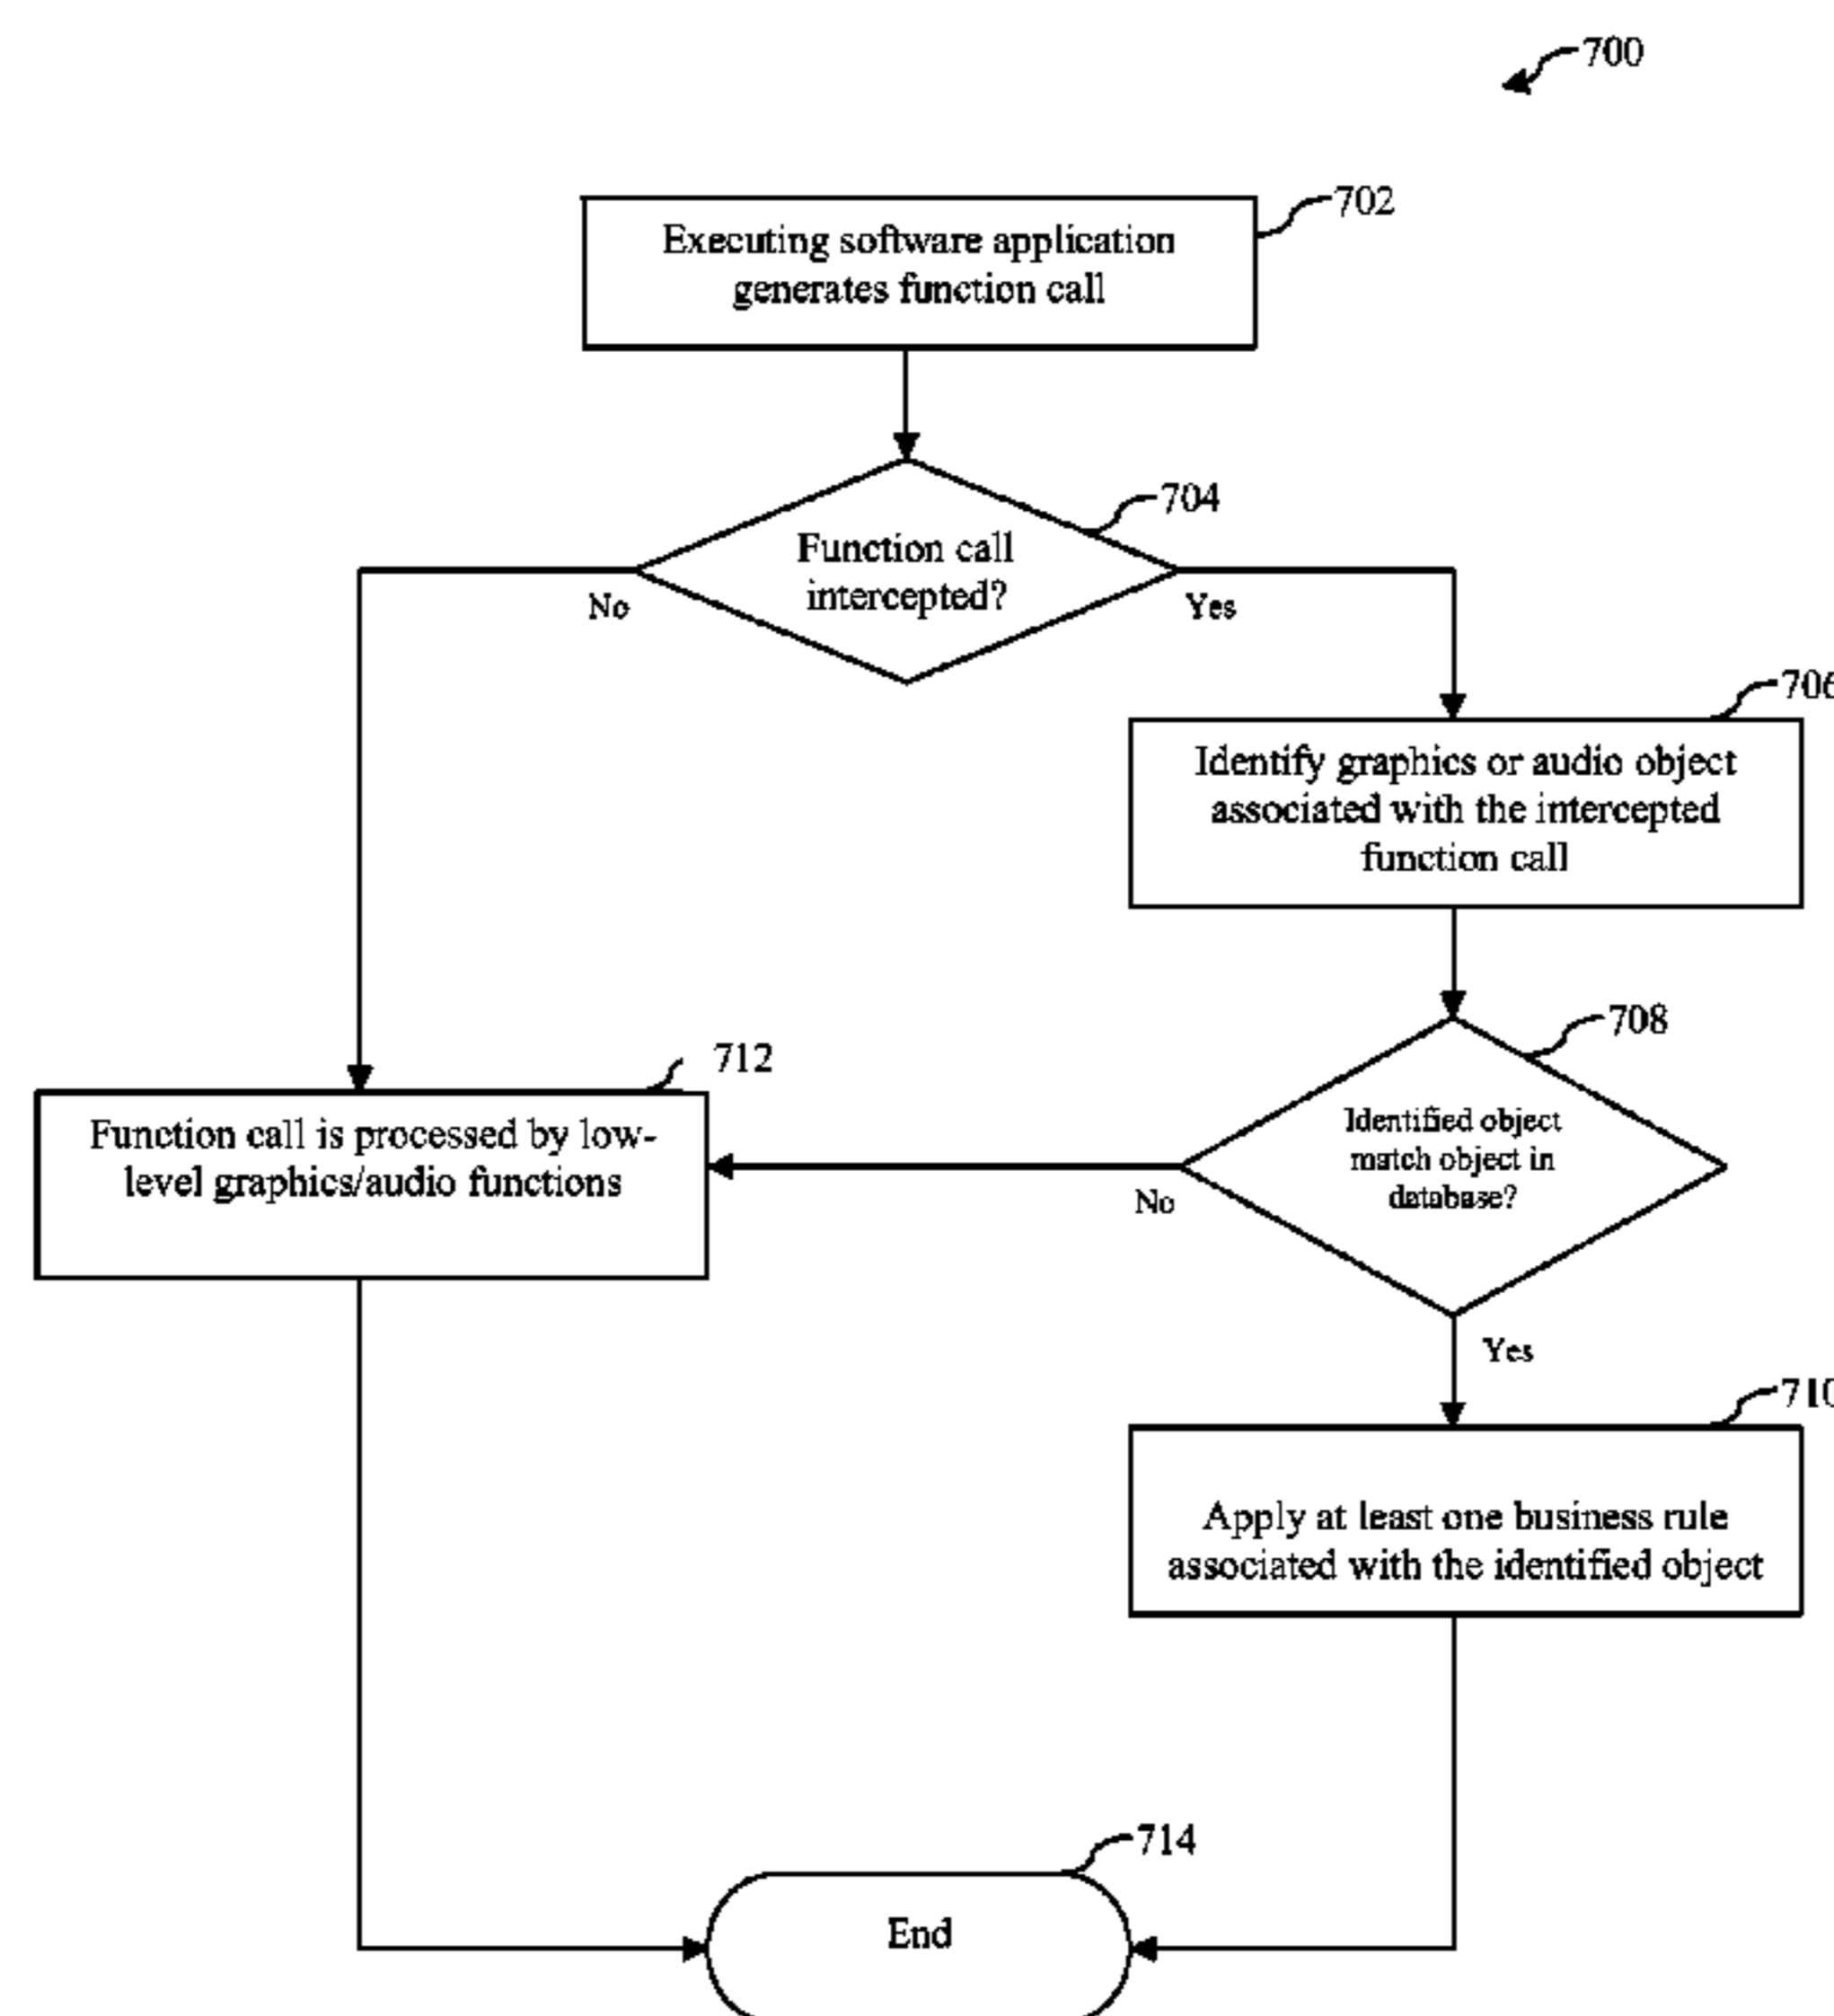 700
702
Executing software application
generates function call
704
Function call
intercepted?
No
Yes
706
Identify graphics or audio object
associated with the intercepted
function call
708
Identified object
match object in
database?
No
Yes
712
Function call is processed by low-
level graphics/audio functions
710
Apply at least one business rule
associated with the identified object
714
End